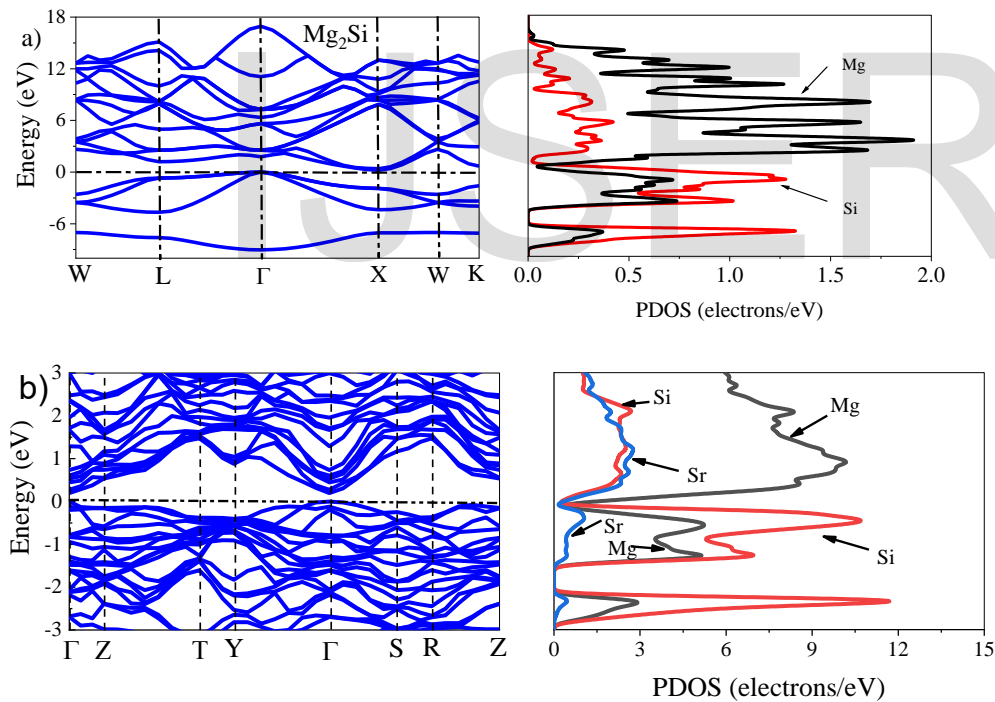 a)
Mg₂Si
Energy (eV)
18
12
6
0
-6
W L Γ X W K
IJSER
Mg
Si
0.0 0.5 1.0 1.5 2.0
PDOS (electrons/eV)
b)
Energy (eV)
3
2
1
0
-1
-2
-3
Γ Z T Y Γ S R Z
Si
Mg
Sr
Sr
Mg
Si
0 3 6 9 12 15
PDOS (electrons/eV)